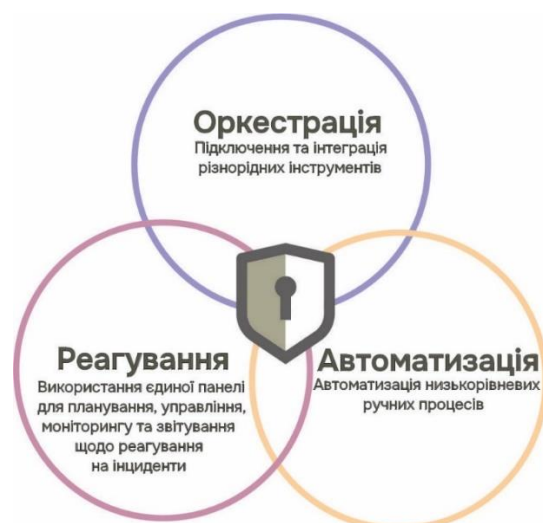 Оркестрація
Підключення та інтеграція
різнорідних інструментів
Реагування
Використання єдиної панелі
для планування, управління,
моніторингу та звітування
щодо реагування
на інциденти
Автоматизація
Автоматизація низькорівневих
ручних процесів